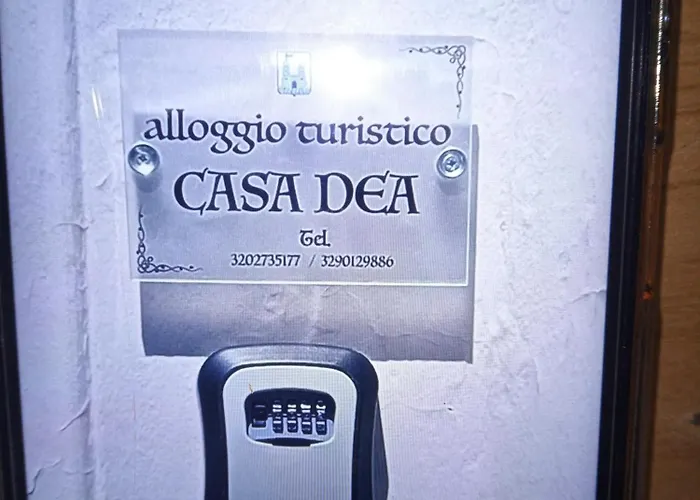 alloggio turistico
CASA DEA
Tel.
3202735177 / 3290129886